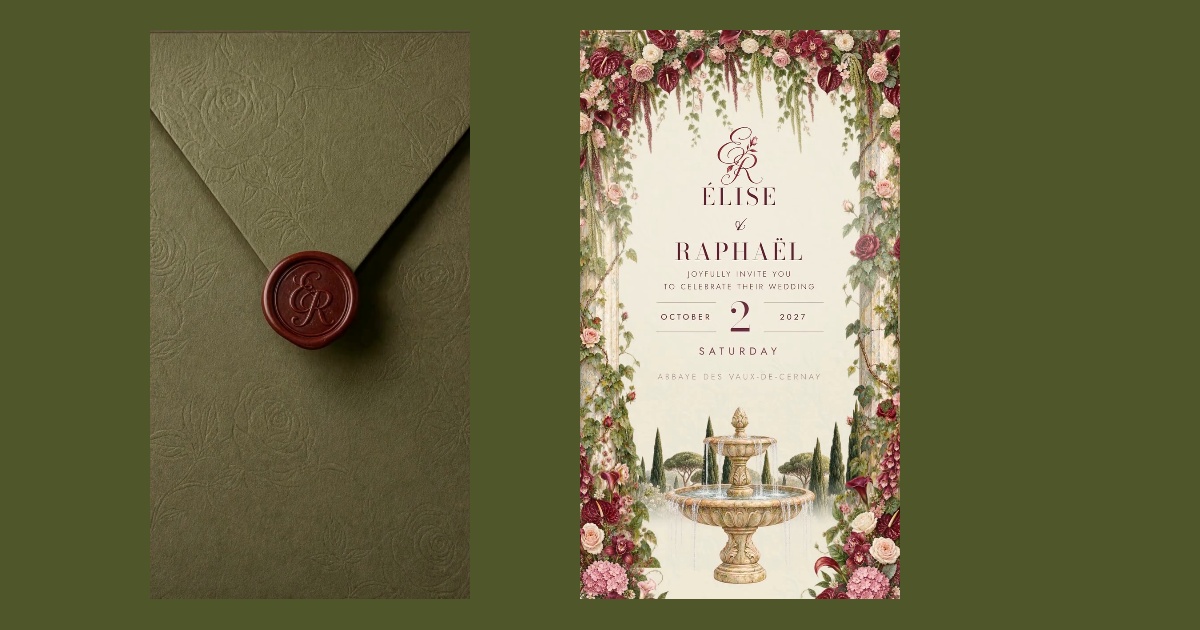 ER
ER
ÉLISE
&
RAPHAËL
JOYFULLY INVITE YOU
TO CELEBRATE THEIR WEDDING
OCTOBER 2 2027
SATURDAY
ABBAYE DES VAUX-DE-CERNAY